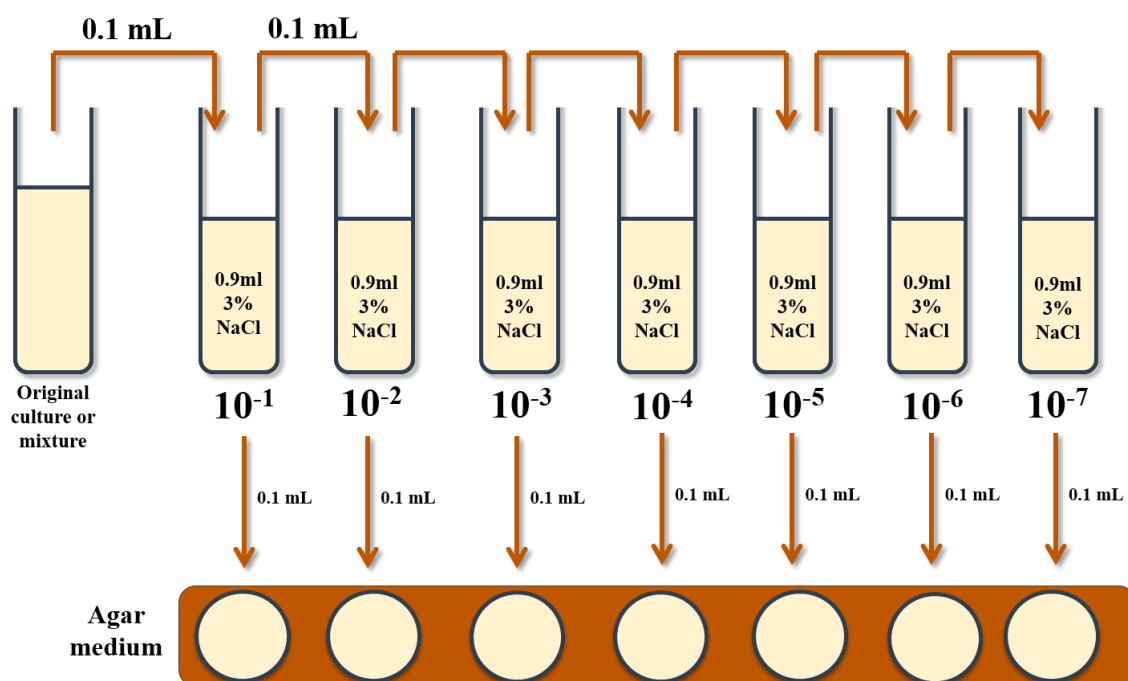 0.1 mL
0.1 mL
0.9ml
3%
NaCl
0.9ml
3%
NaCl
0.9ml
3%
NaCl
0.9ml
3%
NaCl
0.9ml
3%
NaCl
0.9ml
3%
NaCl
0.9ml
3%
NaCl
Original
culture or
mixture
10⁻¹
10⁻²
10⁻³
10⁻⁴
10⁻⁵
10⁻⁶
10⁻⁷
0.1 mL
0.1 mL
0.1 mL
0.1 mL
0.1 mL
0.1 mL
0.1 mL
Agar
medium